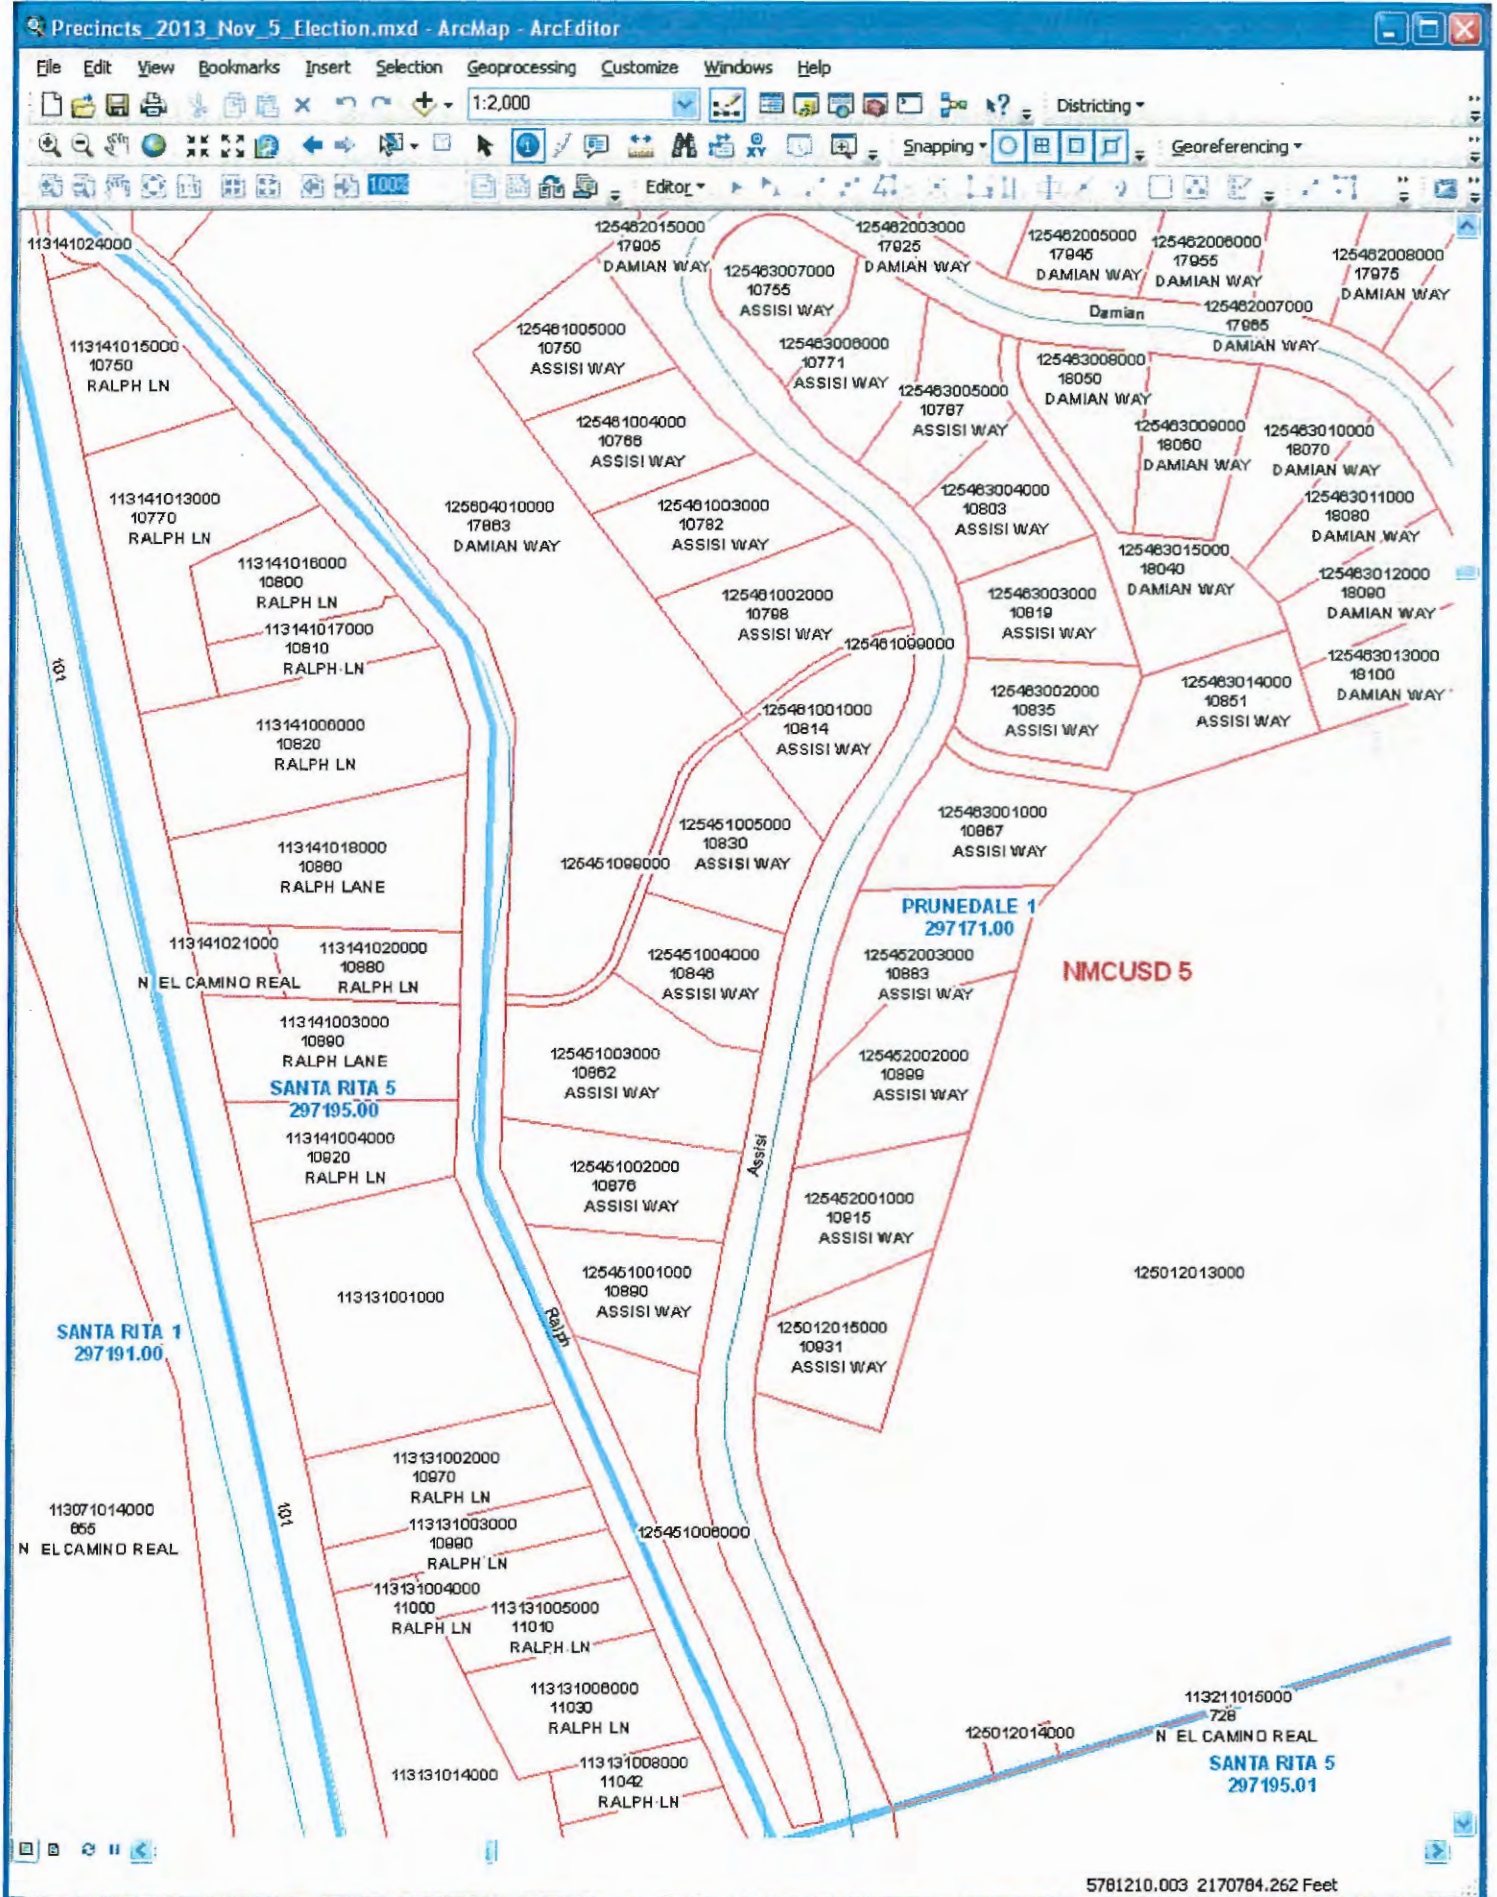 Precincts_2013_Nov_5_Election.mxd - ArcMap - ArcEditor
File Edit View Bookmarks Insert Selection Geoprocessing Customize Windows Help
1:2,000
Districting
Snapping
Georeferencing
100%
Editor
113141024000
125462015000
17905
DAMIAN WAY
125462003000
17925
DAMIAN WAY
125462005000
17945
DAMIAN WAY
125462006000
17955
DAMIAN WAY
125462008000
17975
DAMIAN WAY
125463007000
10755
ASSISI WAY
Damian
125462007000
17965
DAMIAN WAY
125461005000
10750
ASSISI WAY
125463006000
10771
ASSISI WAY
113141015000
10750
RALPH LN
125463008000
18050
DAMIAN WAY
125463005000
10787
ASSISI WAY
125461004000
10766
ASSISI WAY
125463009000
18060
DAMIAN WAY
125463010000
18070
DAMIAN WAY
113141013000
10770
RALPH LN
125604010000
17883
DAMIAN WAY
125461003000
10782
ASSISI WAY
125463004000
10803
ASSISI WAY
125463011000
18080
DAMIAN WAY
113141016000
10800
RALPH LN
125463015000
18040
DAMIAN WAY
125463012000
18090
DAMIAN WAY
125461002000
10798
ASSISI WAY
125463003000
10819
ASSISI WAY
113141017000
10810
RALPH LN
125461099000
101
125463013000
18100
DAMIAN WAY
125463014000
10851
ASSISI WAY
125463002000
10835
ASSISI WAY
113141006000
10820
RALPH LN
125461001000
10814
ASSISI WAY
125463001000
10867
ASSISI WAY
113141018000
10860
RALPH LANE
125451099000
125451005000
10830
ASSISI WAY
PRUNEDALE 1
297171.00
113141021000
N EL CAMINO REAL
113141020000
10880
RALPH LN
125451004000
10846
ASSISI WAY
125452003000
10883
ASSISI WAY
NMCUSD 5
113141003000
10890
RALPH LANE
125451003000
10862
ASSISI WAY
125452002000
10899
ASSISI WAY
SANTA RITA 5
297195.00
113141004000
10920
RALPH LN
Assisi
125451002000
10876
ASSISI WAY
125452001000
10915
ASSISI WAY
125451001000
10890
ASSISI WAY
125012013000
113131001000
Ralph
SANTA RITA 1
297191.00
125012016000
10931
ASSISI WAY
113131002000
10970
RALPH LN
113071014000
855
N EL CAMINO REAL
101
113131003000
10990
RALPH LN
125451006000
113131004000
11000
RALPH LN
113131005000
11010
RALPH LN
113131006000
11030
RALPH LN
113211015000
728
N EL CAMINO REAL
125012014000
113131014000
113131008000
11042
RALPH LN
SANTA RITA 5
297195.01
5781210.003 2170784.262 Feet